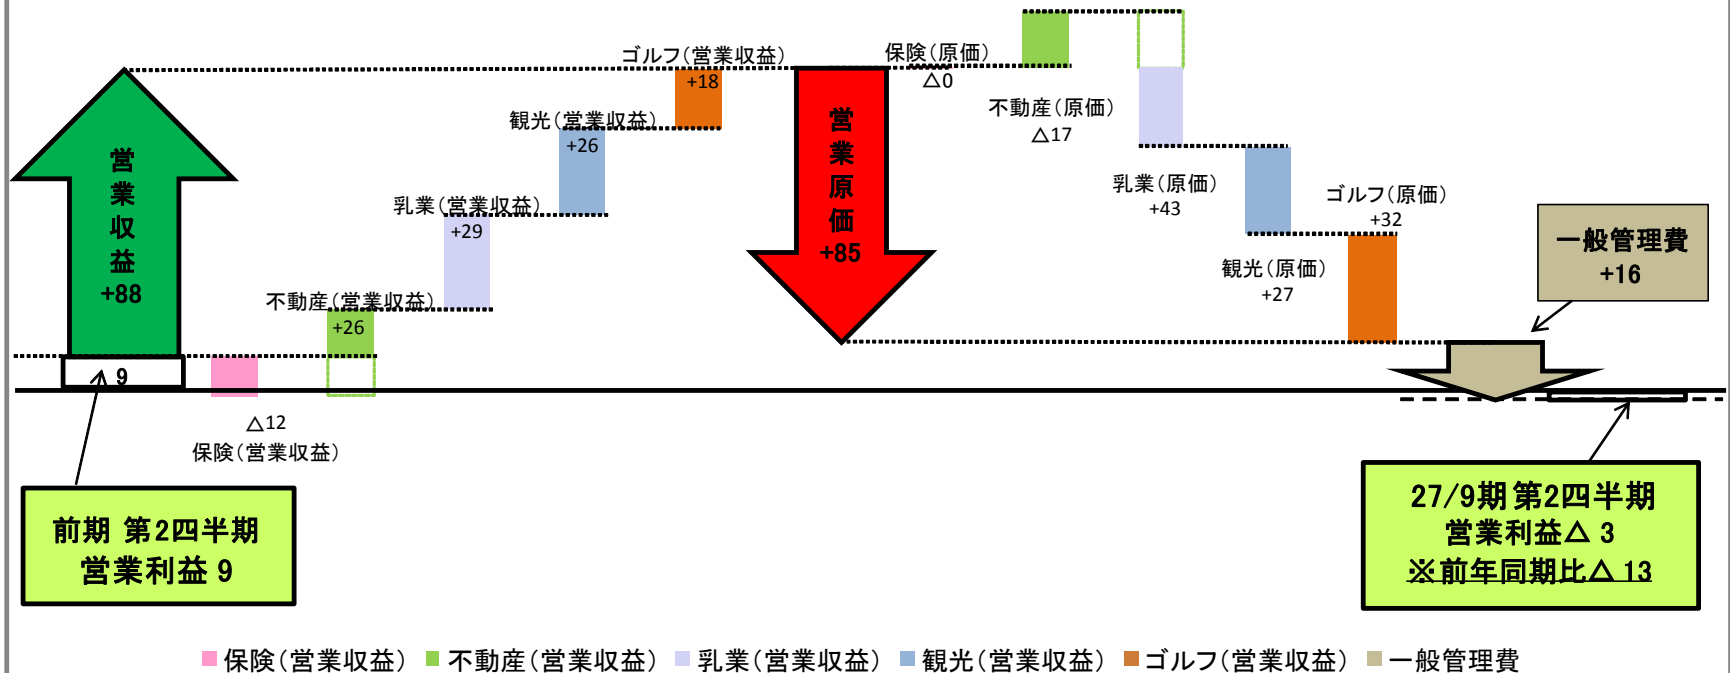 ゴルフ(営業収益)
+18
観光(営業収益)
+26
乳業(営業収益)
+29
不動産(営業収益)
+26
営業収益
+88
9
△12
保険(営業収益)
前期 第2四半期
営業利益 9
営業原価
+85
保険(原価)
△0
不動産(原価)
△17
乳業(原価)
+43
観光(原価)
+27
ゴルフ(原価)
+32
一般管理費
+16
27/9期 第2四半期
営業利益△ 3
※前年同期比△ 13
保険(営業収益) 不動産(営業収益) 乳業(営業収益) 観光(営業収益) ゴルフ(営業収益) 一般管理費